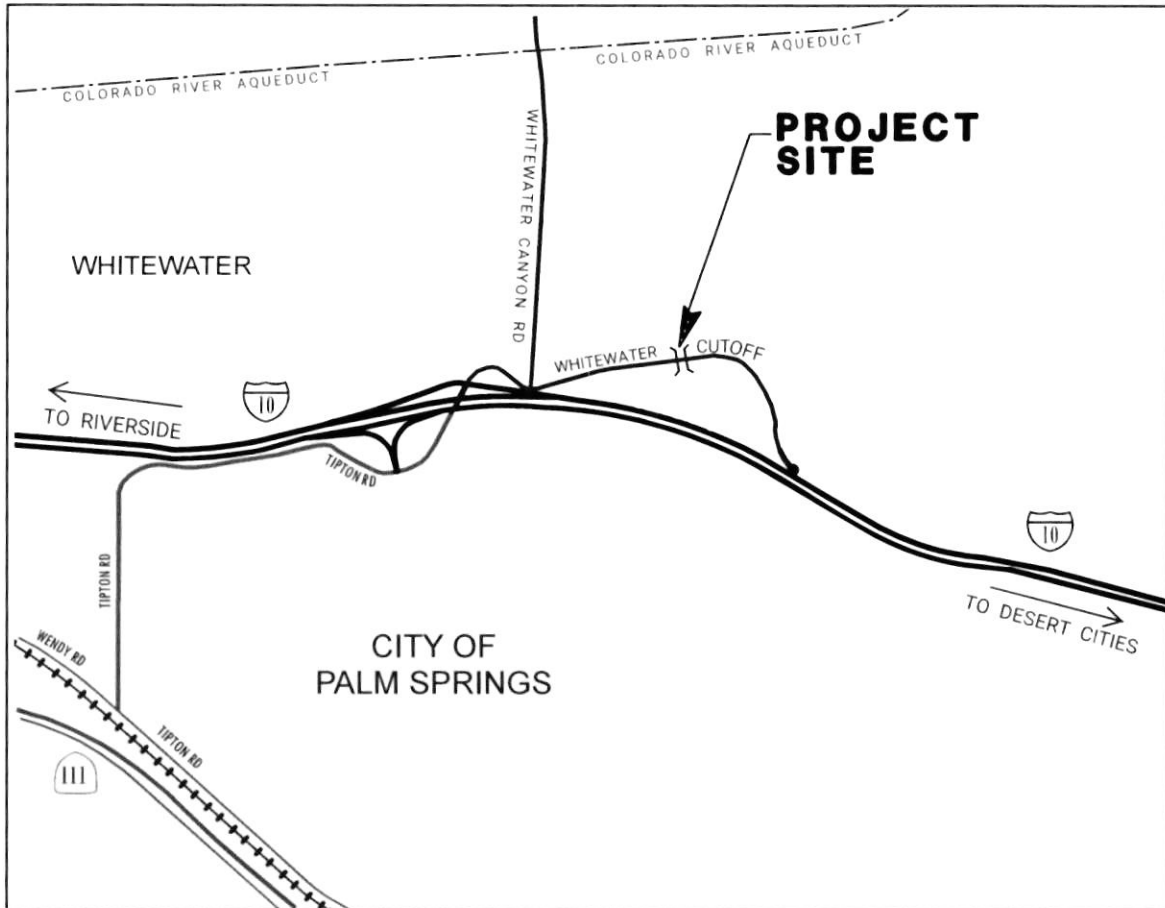 COLORADO RIVER AQUEDUCT
COLORADO RIVER AQUEDUCT
WHITEWATER CANYON RD
PROJECT
SITE
WHITEWATER
WHITEWATER CUTOFF
TO RIVERSIDE
10
TIPTON RD
TIPTON RD
10
TO DESERT CITIES
CITY OF
PALM SPRINGS
WENDY RD
TIPTON RD
111